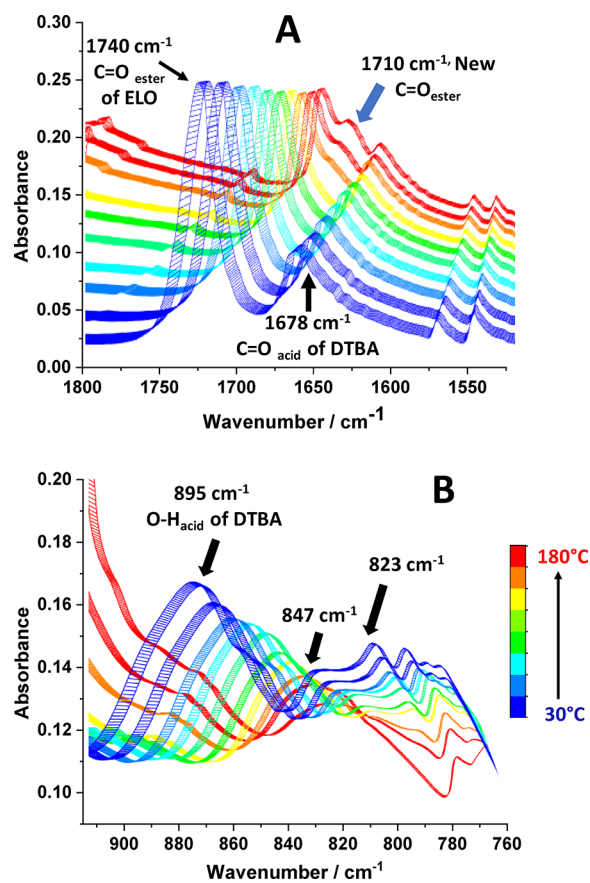 A
0.30
0.25
0.20
0.15
0.10
0.05
0.00
Absorbance
1740 cm-1
C=O ester
of ELO
1710 cm-1, New
C=Oester
1678 cm-1
C=O acid of DTBA
1800 1750 1700 1650 1600 1550
Wavenumber / cm-1
B
0.20
0.18
0.16
0.14
0.12
0.10
Absorbance
895 cm-1
O-Hacid of DTBA
847 cm-1
823 cm-1
900 880 860 840 820 800 780 760
Wavenumber / cm-1
180°C
30°C